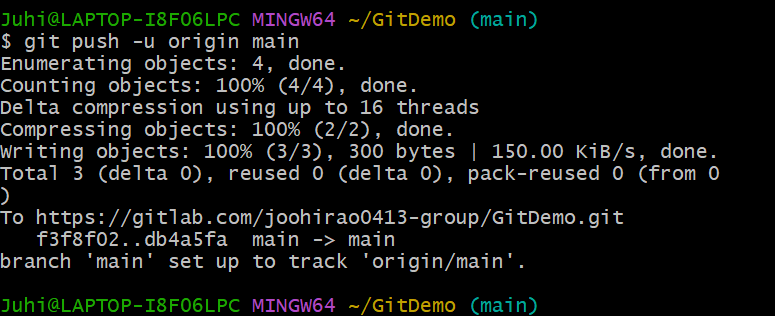 Juhi@LAPTOP-I8F06LPC MINGW64 ~/GitDemo (main)
$ git push -u origin main
Enumerating objects: 4, done.
Counting objects: 100% (4/4), done.
Delta compression using up to 16 threads
Compressing objects: 100% (2/2), done.
Writing objects: 100% (3/3), 300 bytes | 150.00 KiB/s, done.
Total 3 (delta 0), reused 0 (delta 0), pack-reused 0 (from 0
)
To https://gitlab.com/joohirao0413-group/GitDemo.git
   f3f8f02..db4a5fa  main -> main
branch 'main' set up to track 'origin/main'.
Juhi@LAPTOP-I8F06LPC MINGW64 ~/GitDemo (main)